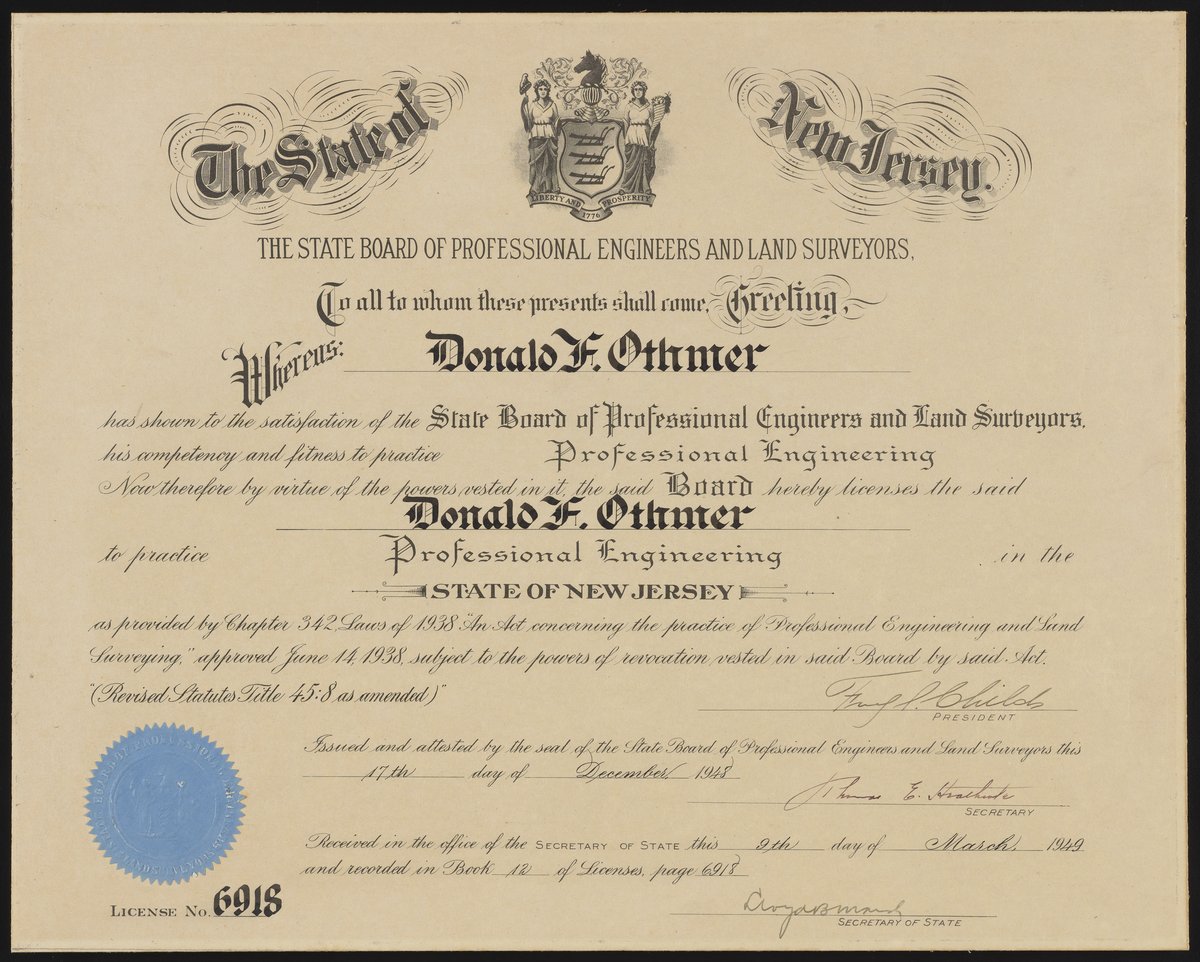 The State of
New Jersey.
LIBERTY AND PROSPERITY
1776
THE STATE BOARD OF PROFESSIONAL ENGINEERS AND LAND SURVEYORS,
To all to whom these presents shall come, Greeting,
Whereas: Donald F. Othmer
has shown to the satisfaction of the State Board of Professional Engineers and Land Surveyors,
his competency and fitness to practice Professional Engineering
Now therefore by virtue of the powers vested in it, the said Board hereby licenses the said
Donald F. Othmer
to practice Professional Engineering in the
STATE OF NEW JERSEY
as provided by Chapter 342, Laws of 1938 "An Act concerning the practice of Professional Engineering and Land
Surveying," approved June 14, 1938, subject to the powers of revocation vested in said Board by said Act.
"(Revised Statutes Title 45:8 as amended)"
Childs
PRESIDENT
Issued and attested by the seal of the State Board of Professional Engineers and Land Surveyors this
17th day of December 1948
Thomas E.
SECRETARY
Received in the office of the SECRETARY OF STATE this 9th day of March 1949
and recorded in Book 12 of Licenses, page 6918
LICENSE NO. 6918
Lloyd B Marsh
SECRETARY OF STATE